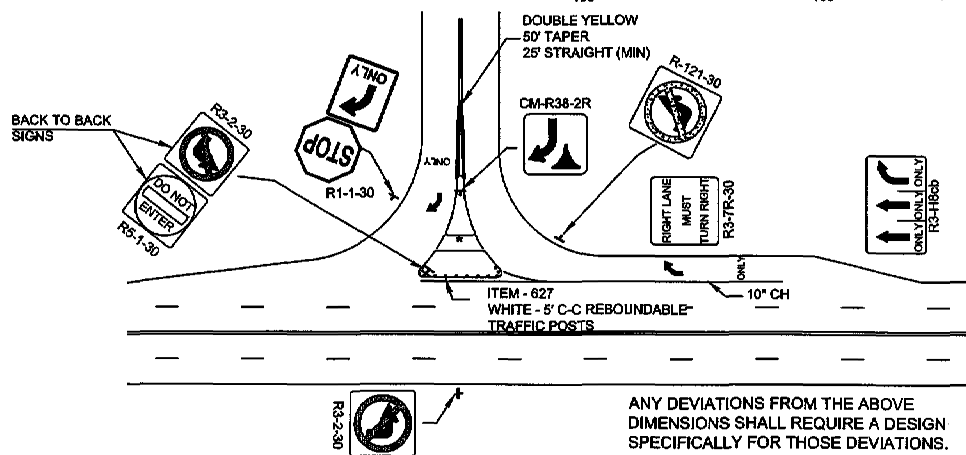 DOUBLE YELLOW
50' TAPER
25' STRAIGHT (MIN)
ONLY
R-121-30
CM-R38-2R
BACK TO BACK
SIGNS
R3-2-30
STOP
R1-1-30
DO NOT
ENTER
R5-1-30
ONLY
RIGHT LANE
MUST
TURN RIGHT
R3-7R-30
ONLY
ONLY
ONLY
R3-H8cb
*
ONLY
10" CH
ITEM - 627
WHITE - 5' C-C REBOUNDABLE
TRAFFIC POSTS
R3-2-30
ANY DEVIATIONS FROM THE ABOVE
DIMENSIONS SHALL REQUIRE A DESIGN
SPECIFICALLY FOR THOSE DEVIATIONS.